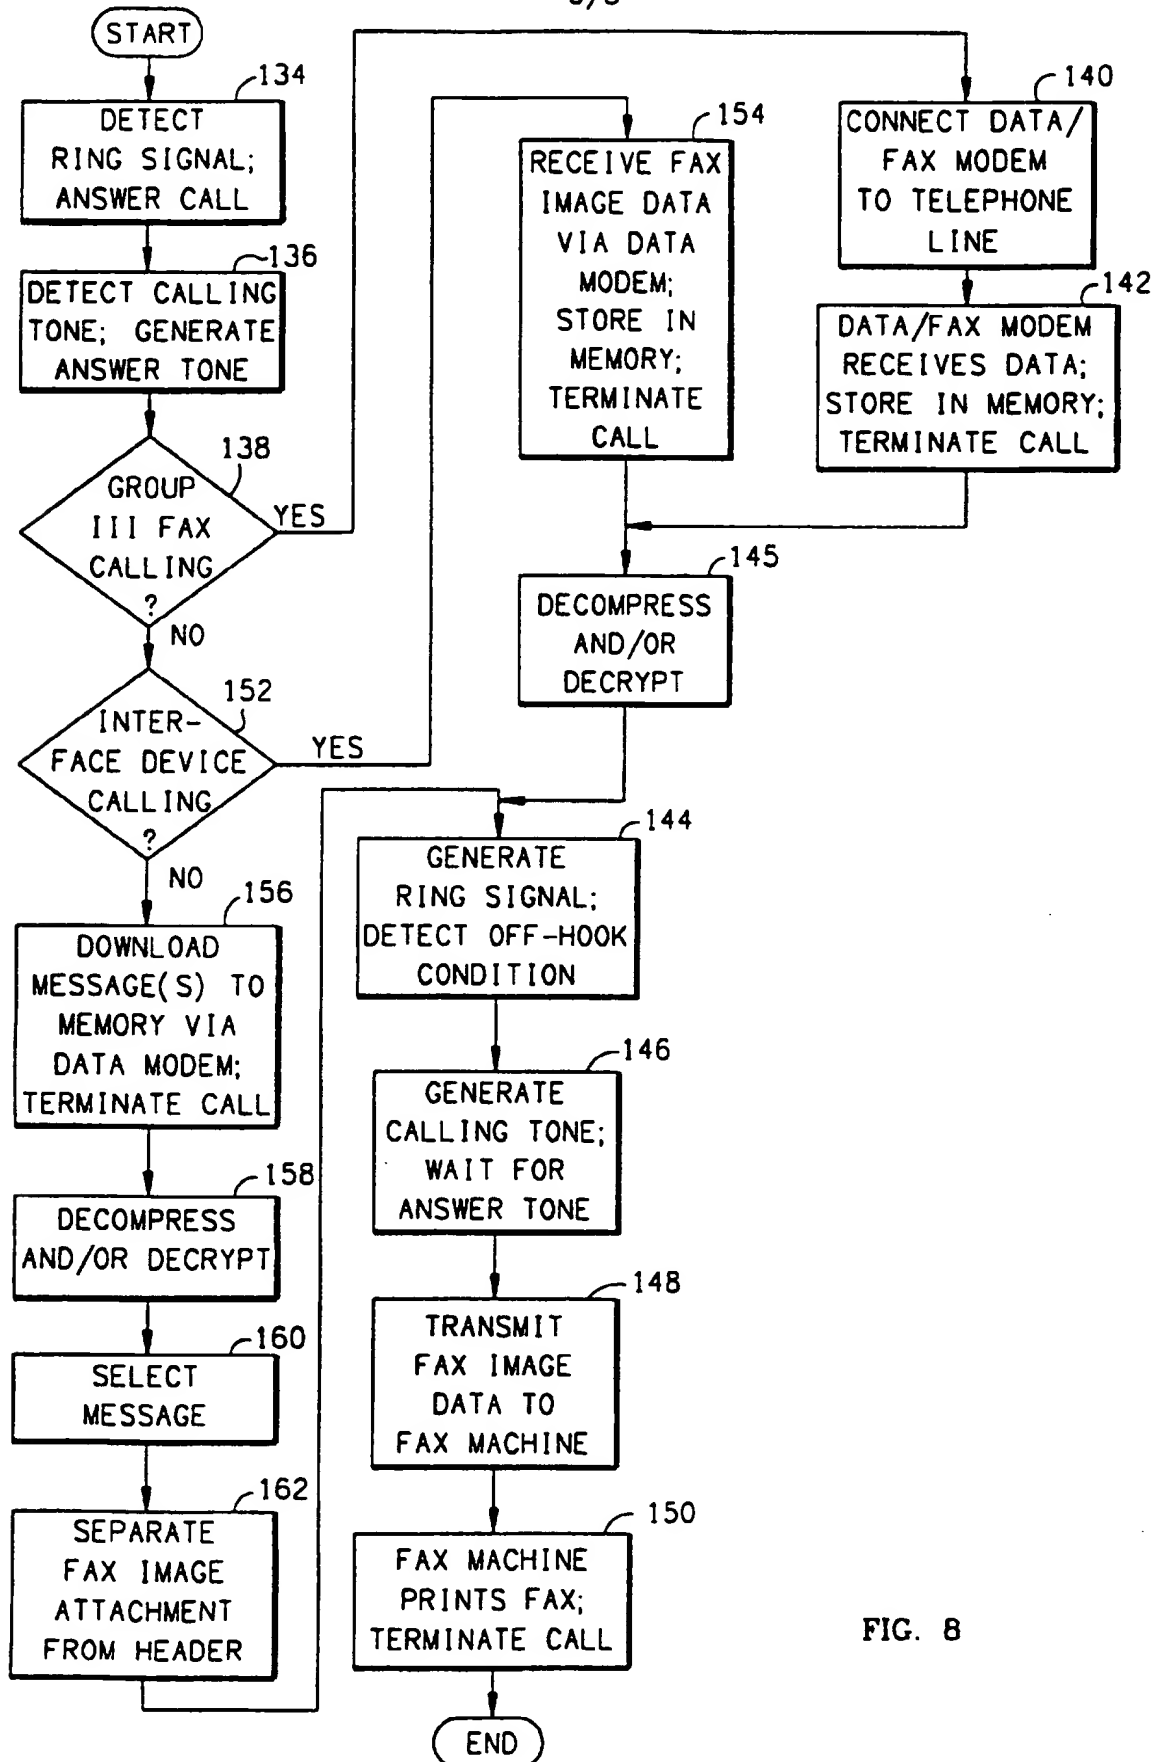 START
134
DETECT
RING SIGNAL;
ANSWER CALL
136
DETECT CALLING
TONE; GENERATE
ANSWER TONE
138
GROUP
III FAX
CALLING
?
YES
NO
152
INTER-
FACE DEVICE
CALLING
?
YES
NO
156
DOWNLOAD
MESSAGE(S) TO
MEMORY VIA
DATA MODEM;
TERMINATE CALL
158
DECOMPRESS
AND/OR DECRYPT
160
SELECT
MESSAGE
162
SEPARATE
FAX IMAGE
ATTACHMENT
FROM HEADER
154
RECEIVE FAX
IMAGE DATA
VIA DATA
MODEM;
STORE IN
MEMORY;
TERMINATE
CALL
140
CONNECT DATA/
FAX MODEM
TO TELEPHONE
LINE
142
DATA/FAX MODEM
RECEIVES DATA;
STORE IN MEMORY;
TERMINATE CALL
145
DECOMPRESS
AND/OR
DECRYPT
144
GENERATE
RING SIGNAL;
DETECT OFF-HOOK
CONDITION
146
GENERATE
CALLING TONE;
WAIT FOR
ANSWER TONE
148
TRANSMIT
FAX IMAGE
DATA TO
FAX MACHINE
150
FAX MACHINE
PRINTS FAX;
TERMINATE CALL
END
FIG. 8